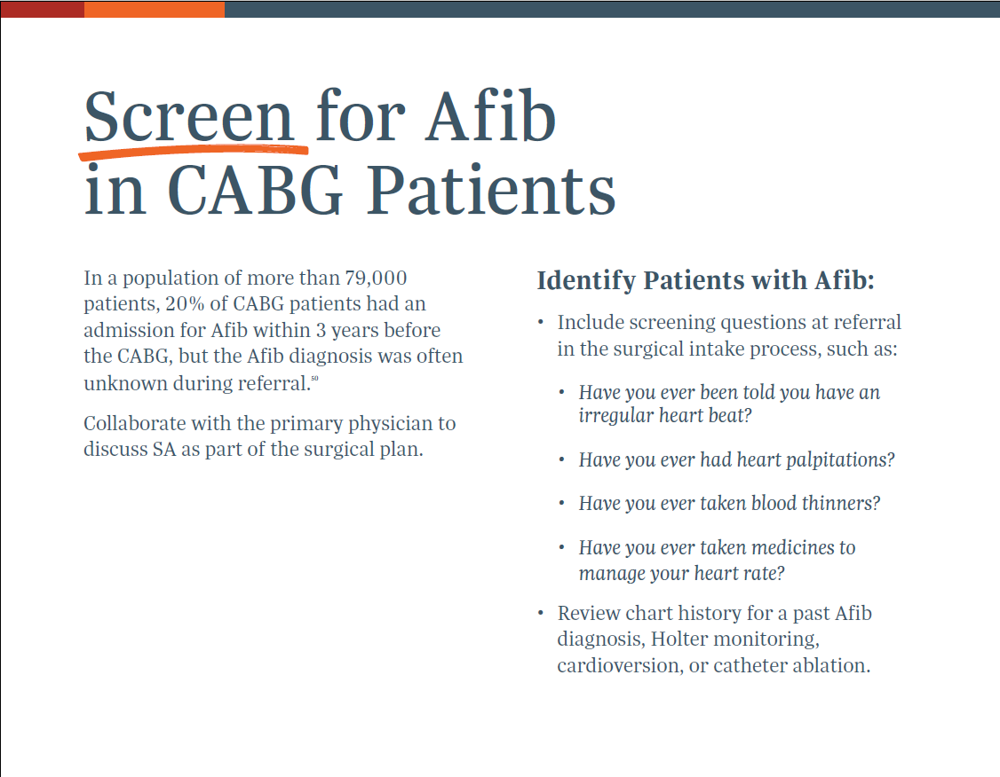 Screen for Afib
in CABG Patients
In a population of more than 79,000
patients, 20% of CABG patients had an
admission for Afib within 3 years before
the CABG, but the Afib diagnosis was often
unknown during referral.⁵⁰
Collaborate with the primary physician to
discuss SA as part of the surgical plan.
Identify Patients with Afib:
• Include screening questions at referral
in the surgical intake process, such as:
• Have you ever been told you have an
irregular heart beat?
• Have you ever had heart palpitations?
• Have you ever taken blood thinners?
• Have you ever taken medicines to
manage your heart rate?
• Review chart history for a past Afib
diagnosis, Holter monitoring,
cardioversion, or catheter ablation.